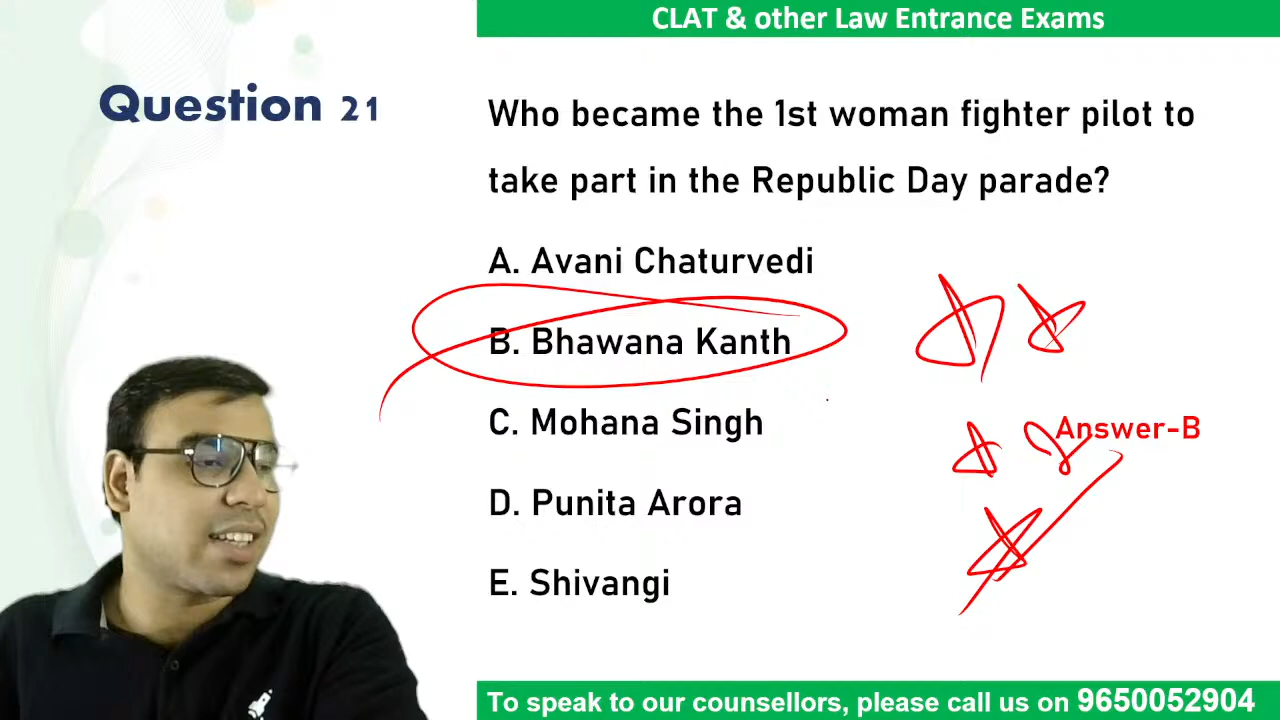 CLAT & other Law Entrance Exams
Question 21
Who became the 1st woman fighter pilot to
take part in the Republic Day parade?
A. Avani Chaturvedi
B. Bhawana Kanth
C. Mohana Singh
Answer-B
D. Punita Arora
E. Shivangi
To speak to our counsellors, please call us on 9650052904